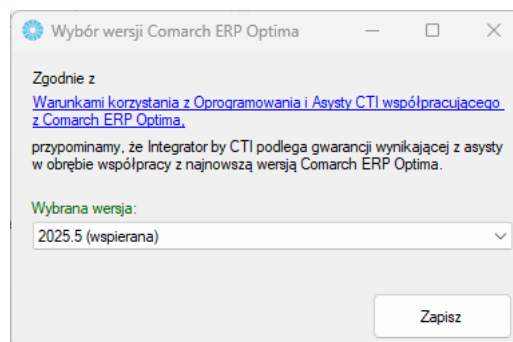 Wybór wersji Comarch ERP Optima
Zgodnie z
Warunkami korzystania z Oprogramowania i Asysty CTI współpracującego
z Comarch ERP Optima,
przypominamy, że Integrator by CTI podlega gwarancji wynikającej z asysty
w obrębie współpracy z najnowszą wersją Comarch ERP Optima.
Wybrana wersja:
2025.5 (wspierana)
Zapisz